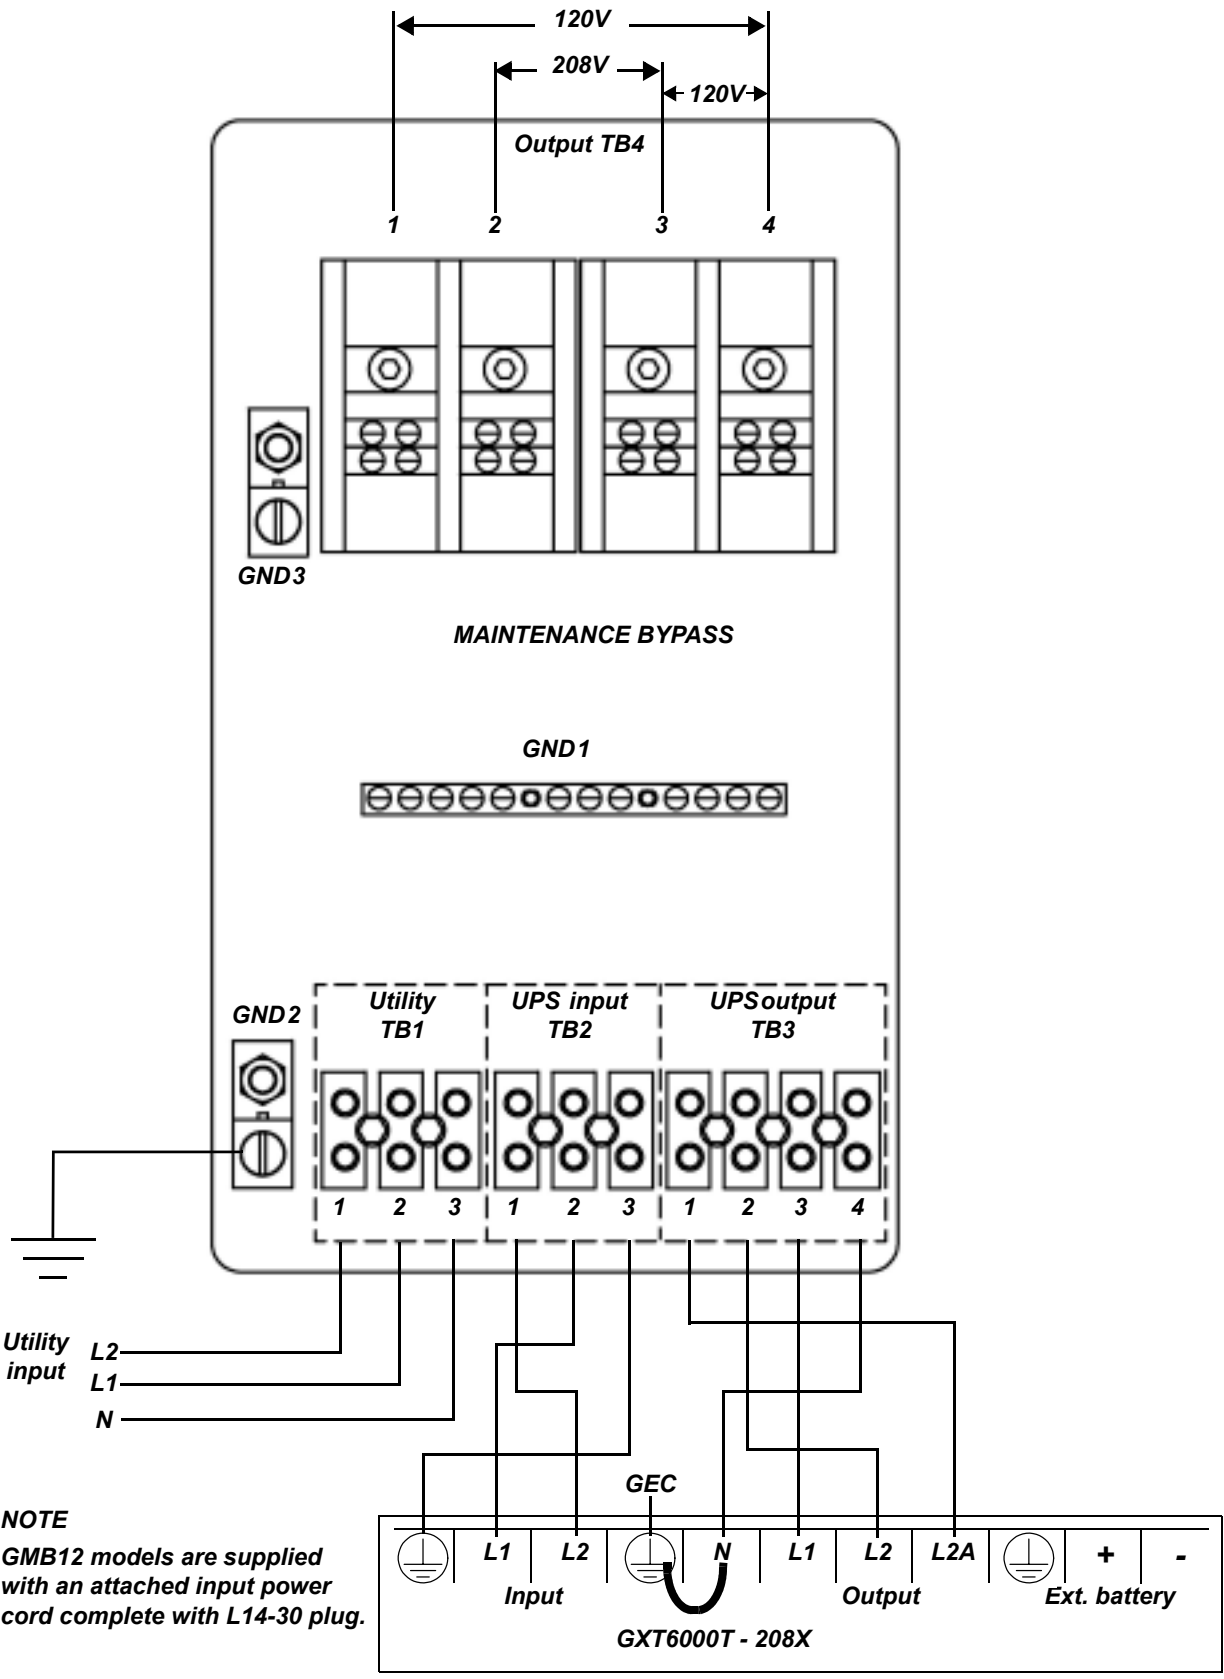 120V
208V
120V
Output TB4
1 2 3 4
GND3
MAINTENANCE BYPASS
GND1
GND2
Utility
TB1
UPS input
TB2
UPS output
TB3
1 2 3 1 2 3 1 2 3 4
Utility
input
L2
L1
N
GEC
NOTE
GMB12 models are supplied
with an attached input power
cord complete with L14-30 plug.
L1 L2 N L1 L2 L2A + -
Input Output Ext. battery
GXT6000T - 208X